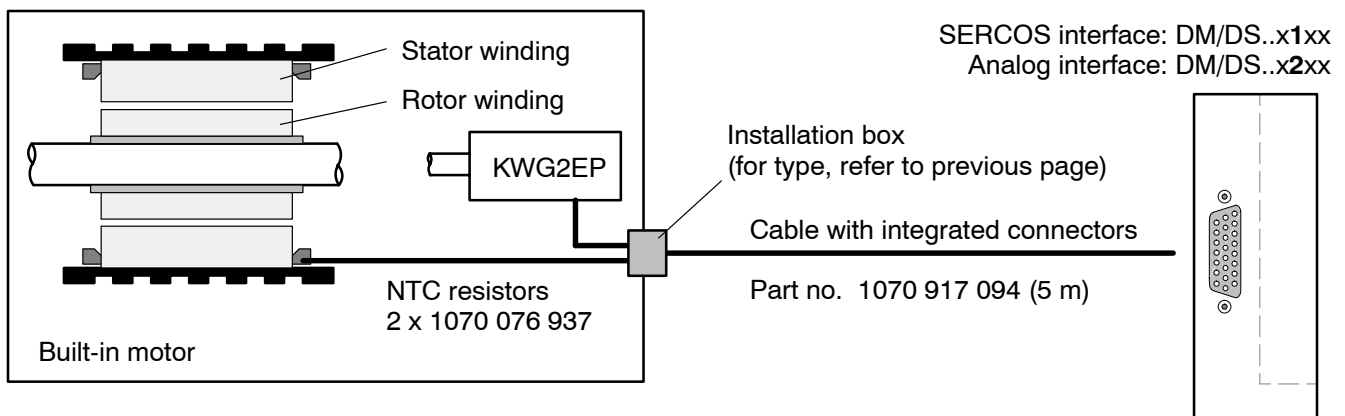 SERCOS interface: DM/DS..x1xx
Analog interface: DM/DS..x2xx
Stator winding
Rotor winding
KWG2EP
Installation box
(for type, refer to previous page)
Cable with integrated connectors
Part no. 1070 917 094 (5 m)
NTC resistors
2 x 1070 076 937
Built-in motor